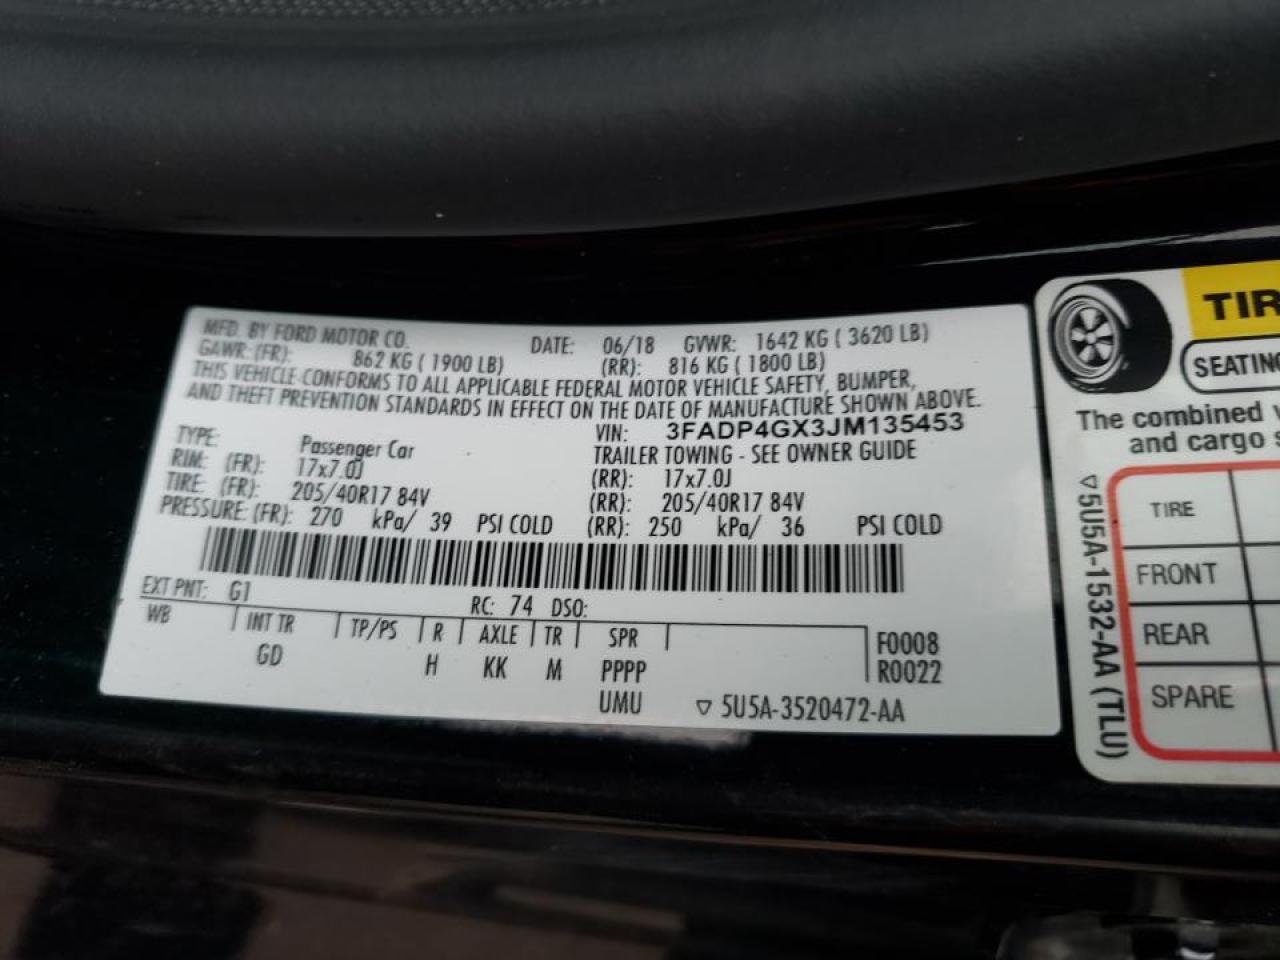 MFD. BY FORD MOTOR CO. DATE: 06/18 GVWR: 1642 KG ( 3620 LB)
GAWR: (FR): 862 KG ( 1900 LB) (RR): 816 KG ( 1800 LB)
THIS VEHICLE CONFORMS TO ALL APPLICABLE FEDERAL MOTOR VEHICLE SAFETY, BUMPER,
AND THEFT PREVENTION STANDARDS IN EFFECT ON THE DATE OF MANUFACTURE SHOWN ABOVE.
VIN: 3FADP4GX3JM135453
TYPE: Passenger Car TRAILER TOWING - SEE OWNER GUIDE
RIM: (FR): 17x7.0J (RR): 17x7.0J
TIRE: (FR): 205/40R17 84V (RR): 205/40R17 84V
PRESSURE: (FR): 270 kPa/ 39 PSI COLD (RR): 250 kPa/ 36 PSI COLD
EXT PNT: G1 RC: 74 DSO:
WB INT TR TP/PS R AXLE TR SPR F0008
GD H KK M PPPP R0022
UMU ▽ 5U5A-3520472-AA
TIR
SEATING
The combined
and cargo
TIRE
FRONT
REAR
SPARE
▽5U5A-1532-AA (TLU)